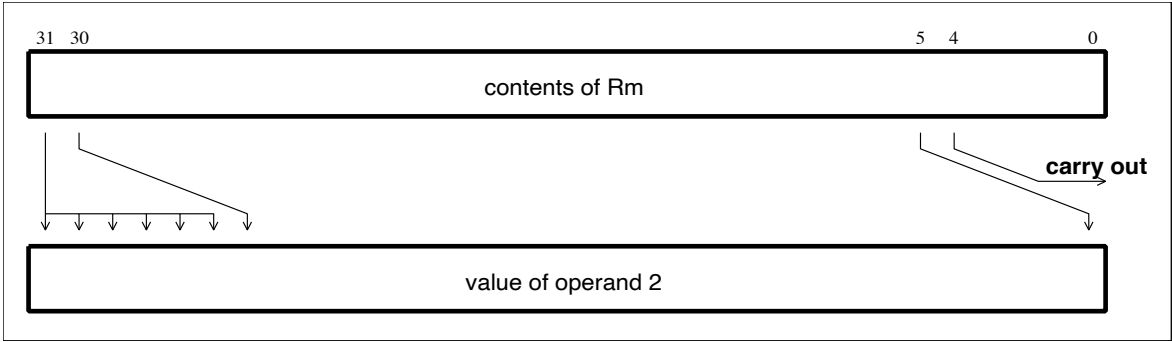 31 30 5 4 0
contents of Rm
carry out
value of operand 2